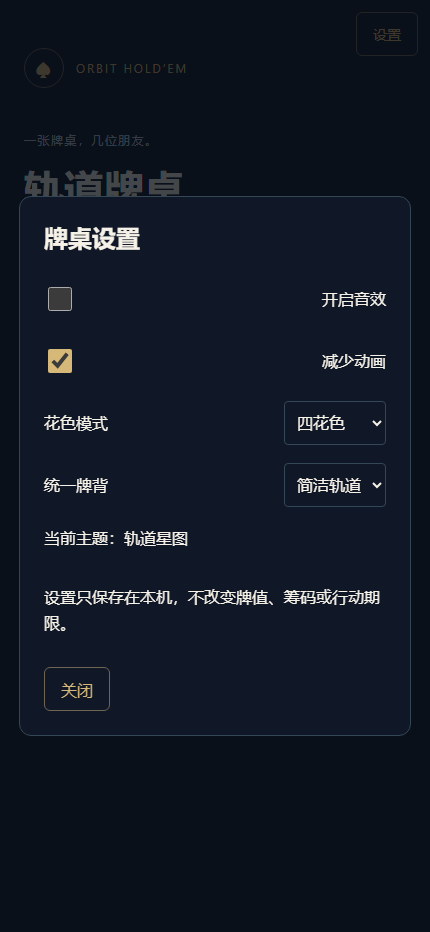 设置
ORBIT HOLD'EM
一张牌桌，几位朋友。
轨道牌桌
牌桌设置
开启音效
减少动画
花色模式
四花色
统一牌背
简洁轨道
当前主题：轨道星图
设置只保存在本机，不改变牌值、筹码或行动期
限。
关闭